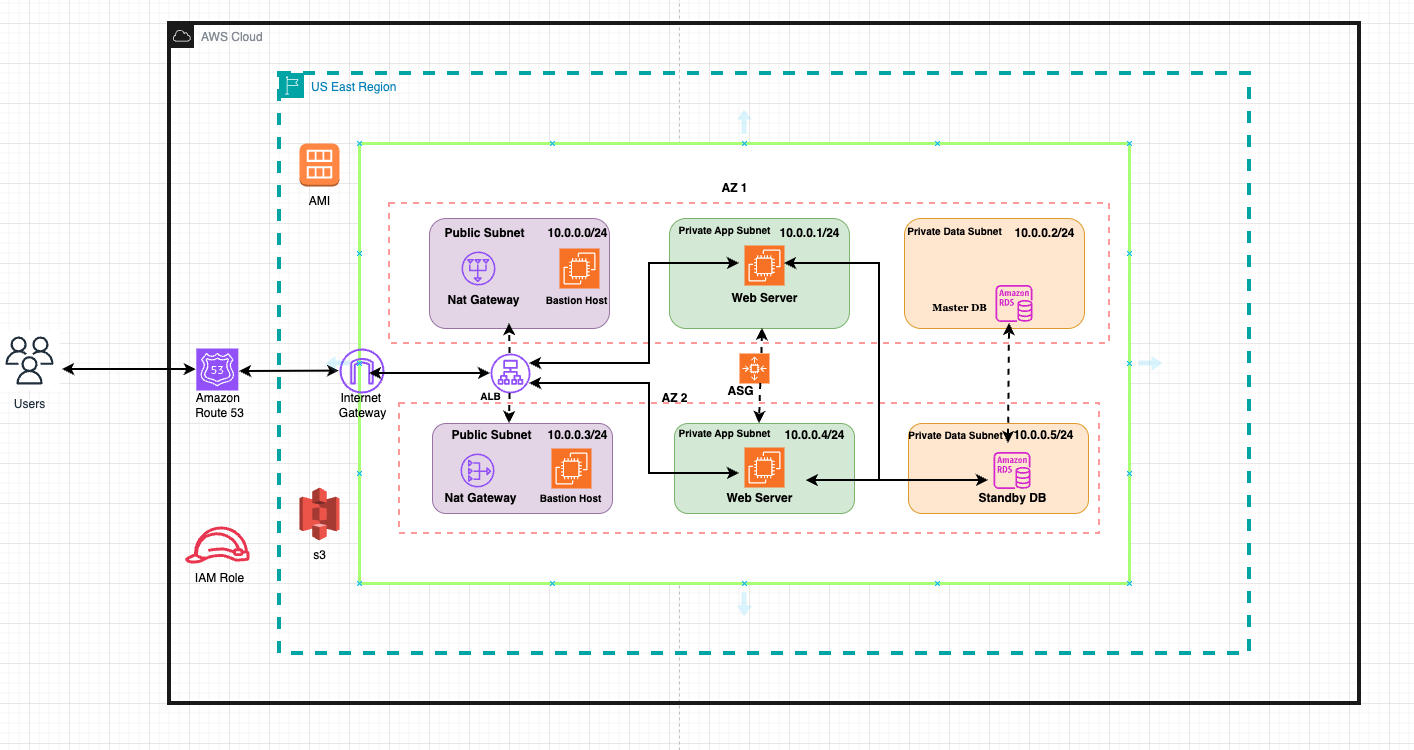 AWS Cloud
US East Region
AMI
AZ 1
Public Subnet 10.0.0.0/24
Nat Gateway
Bastion Host
Private App Subnet 10.0.0.1/24
Web Server
Private Data Subnet 10.0.0.2/24
Master DB
Amazon
RDS
Users
53
Amazon
Route 53
Internet
Gateway
ALB
ASG
AZ 2
Public Subnet 10.0.0.3/24
Nat Gateway
Bastion Host
Private App Subnet 10.0.0.4/24
Web Server
Private Data Subnet 10.0.0.5/24
Amazon
RDS
Standby DB
s3
IAM Role